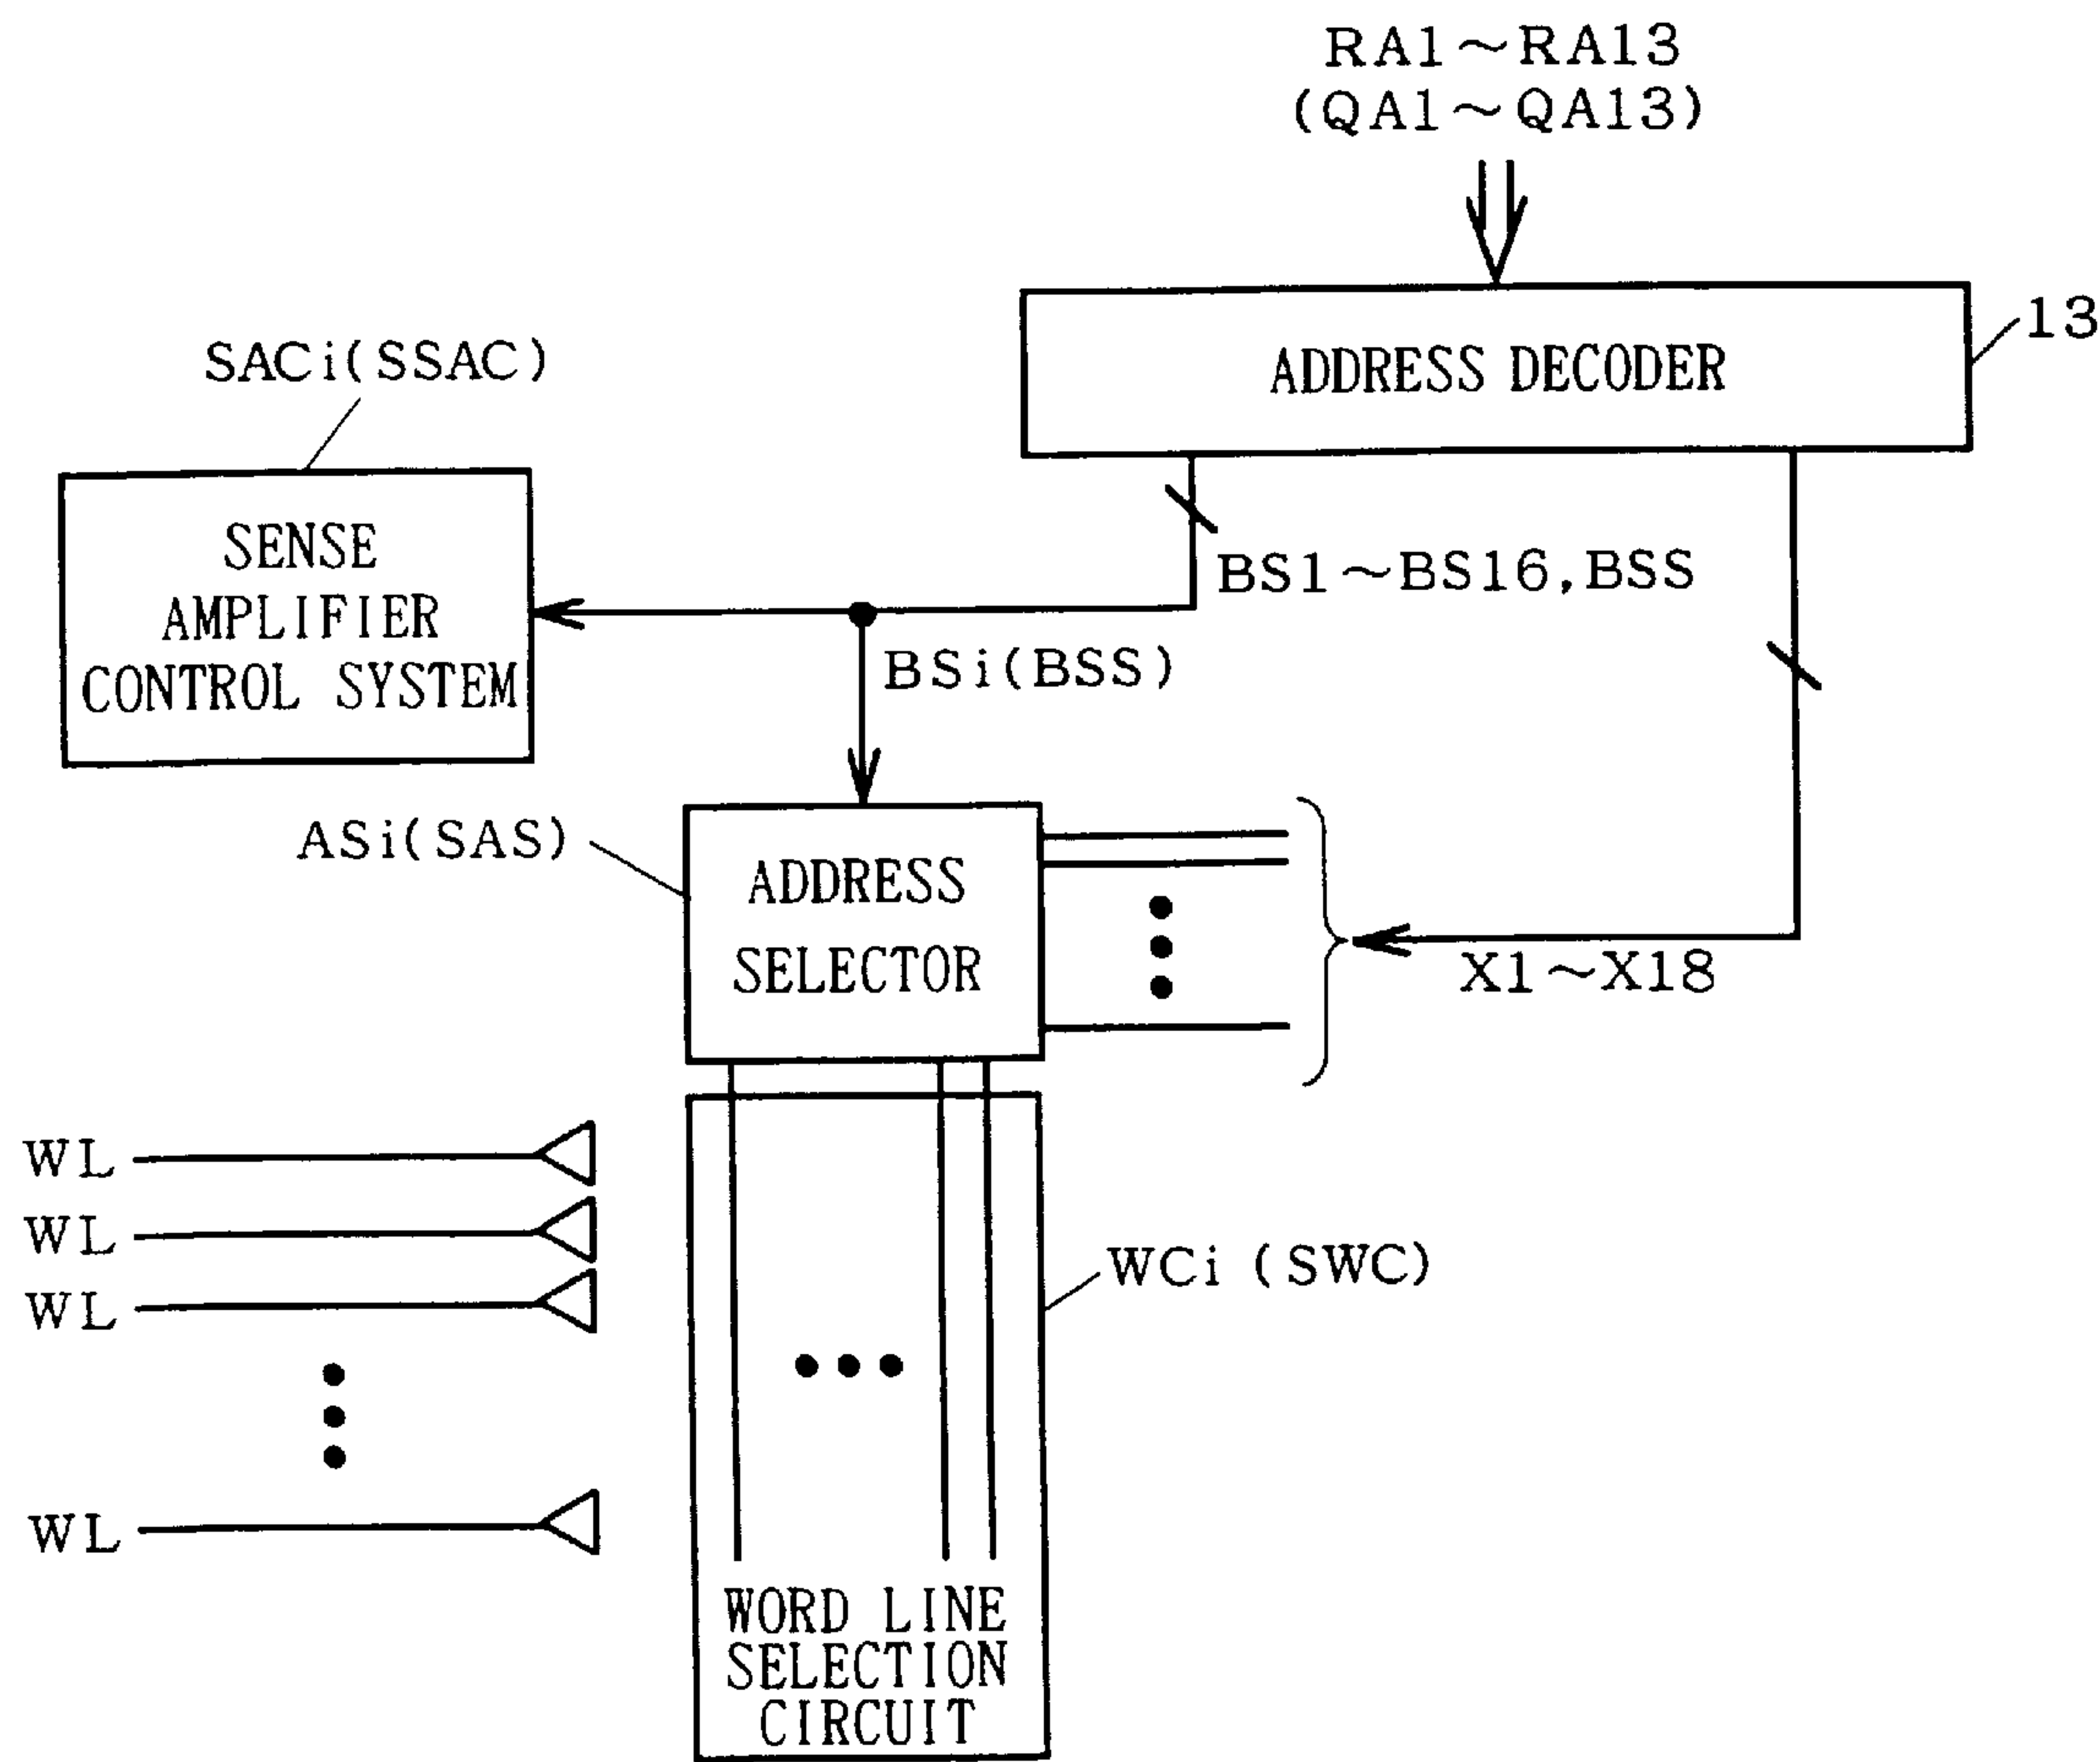 RA1~RA13
(QA1~QA13)
13
ADDRESS DECODER
SACi(SSAC)
SENSE
AMPLIFIER
CONTROL SYSTEM
BS1~BS16,BSS
BSi(BSS)
ASi(SAS)
ADDRESS
SELECTOR
X1~X18
WL
WL
WL
WL
WCi(SWC)
WORD LINE
SELECTION
CIRCUIT